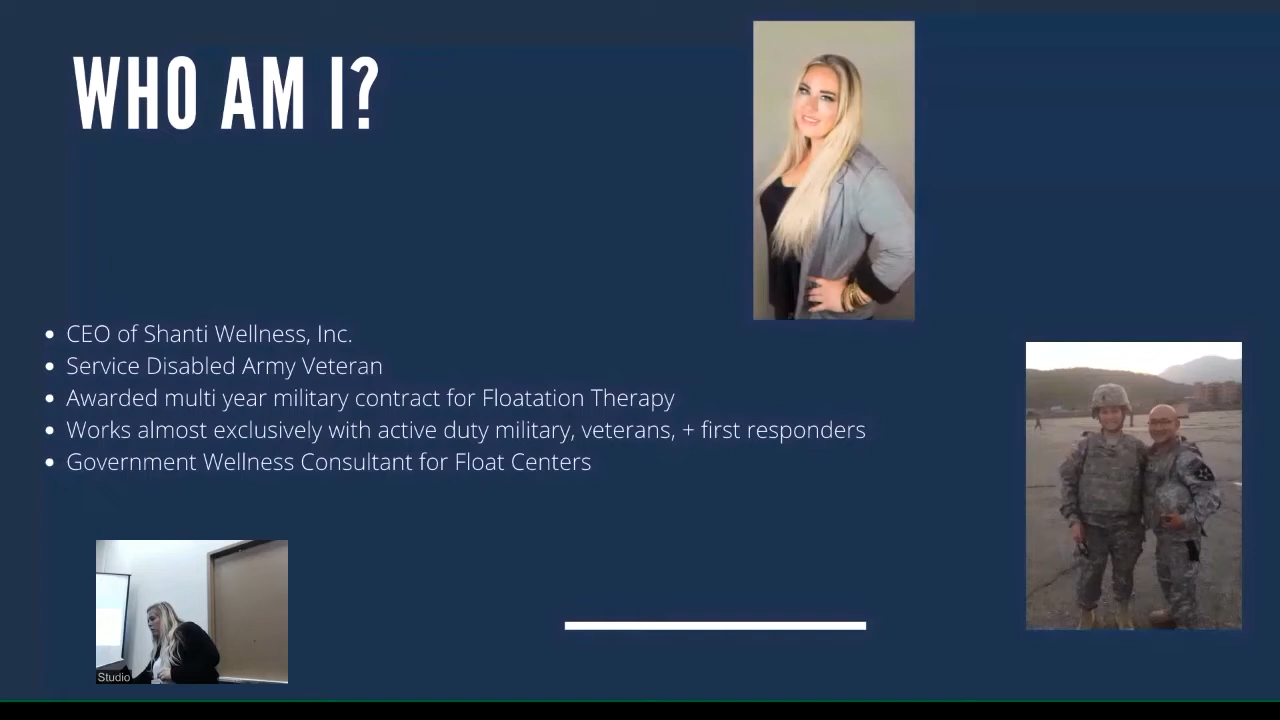 WHO AM I?
CEO of Shanti Wellness, Inc.
Service Disabled Army Veteran
Awarded multi year military contract for Floatation Therapy
Works almost exclusively with active duty military, veterans, + first responders
Government Wellness Consultant for Float Centers
Studio